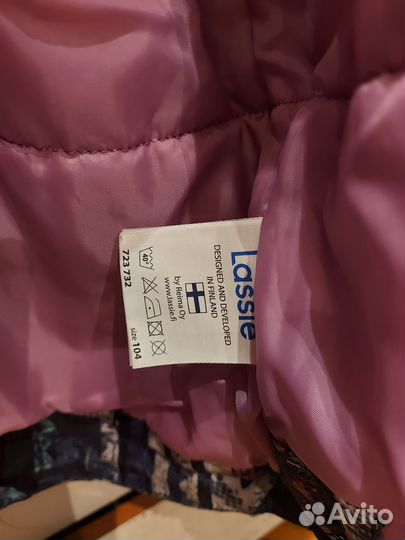 Lassie
DESIGNED AND DEVELOPED
IN FINLAND
by Reima Oy
www.lassie.fi
40°
723 732
size 104
Avito